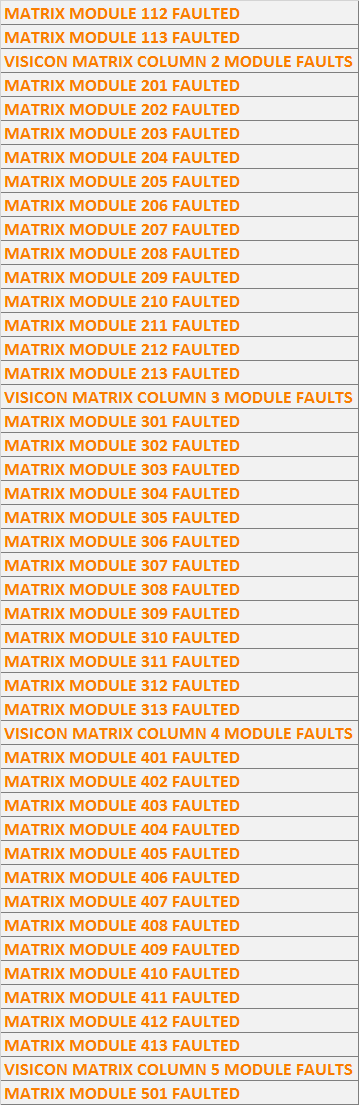 MATRIX MODULE 112 FAULTED
MATRIX MODULE 113 FAULTED
VISICON MATRIX COLUMN 2 MODULE FAULTS
MATRIX MODULE 201 FAULTED
MATRIX MODULE 202 FAULTED
MATRIX MODULE 203 FAULTED
MATRIX MODULE 204 FAULTED
MATRIX MODULE 205 FAULTED
MATRIX MODULE 206 FAULTED
MATRIX MODULE 207 FAULTED
MATRIX MODULE 208 FAULTED
MATRIX MODULE 209 FAULTED
MATRIX MODULE 210 FAULTED
MATRIX MODULE 211 FAULTED
MATRIX MODULE 212 FAULTED
MATRIX MODULE 213 FAULTED
VISICON MATRIX COLUMN 3 MODULE FAULTS
MATRIX MODULE 301 FAULTED
MATRIX MODULE 302 FAULTED
MATRIX MODULE 303 FAULTED
MATRIX MODULE 304 FAULTED
MATRIX MODULE 305 FAULTED
MATRIX MODULE 306 FAULTED
MATRIX MODULE 307 FAULTED
MATRIX MODULE 308 FAULTED
MATRIX MODULE 309 FAULTED
MATRIX MODULE 310 FAULTED
MATRIX MODULE 311 FAULTED
MATRIX MODULE 312 FAULTED
MATRIX MODULE 313 FAULTED
VISICON MATRIX COLUMN 4 MODULE FAULTS
MATRIX MODULE 401 FAULTED
MATRIX MODULE 402 FAULTED
MATRIX MODULE 403 FAULTED
MATRIX MODULE 404 FAULTED
MATRIX MODULE 405 FAULTED
MATRIX MODULE 406 FAULTED
MATRIX MODULE 407 FAULTED
MATRIX MODULE 408 FAULTED
MATRIX MODULE 409 FAULTED
MATRIX MODULE 410 FAULTED
MATRIX MODULE 411 FAULTED
MATRIX MODULE 412 FAULTED
MATRIX MODULE 413 FAULTED
VISICON MATRIX COLUMN 5 MODULE FAULTS
MATRIX MODULE 501 FAULTED